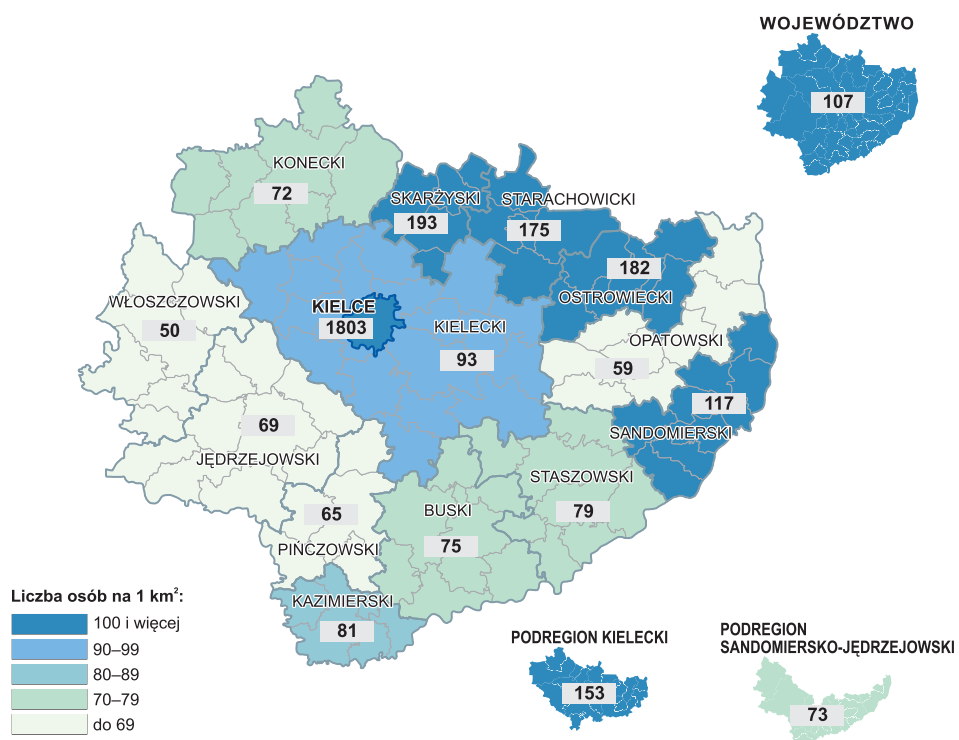 WOJEWÓDZTWO
107
KONECKI
72
SKARŻYSKI
193
STARACHOWICKI
175
182
OSTROWIECKI
WŁOSZCZOWSKI
50
KIELCE
1803
KIELECKI
93
OPATOWSKI
59
117
SANDOMIERSKI
69
JĘDRZEJOWSKI
STASZOWSKI
79
65
PIŃCZOWSKI
BUSKI
75
KAZIMIERSKI
81
Liczba osób na 1 km²:
100 i więcej
90–99
80–89
70–79
do 69
PODREGION KIELECKI
153
PODREGION
SANDOMIERSKO-JĘDRZEJOWSKI
73